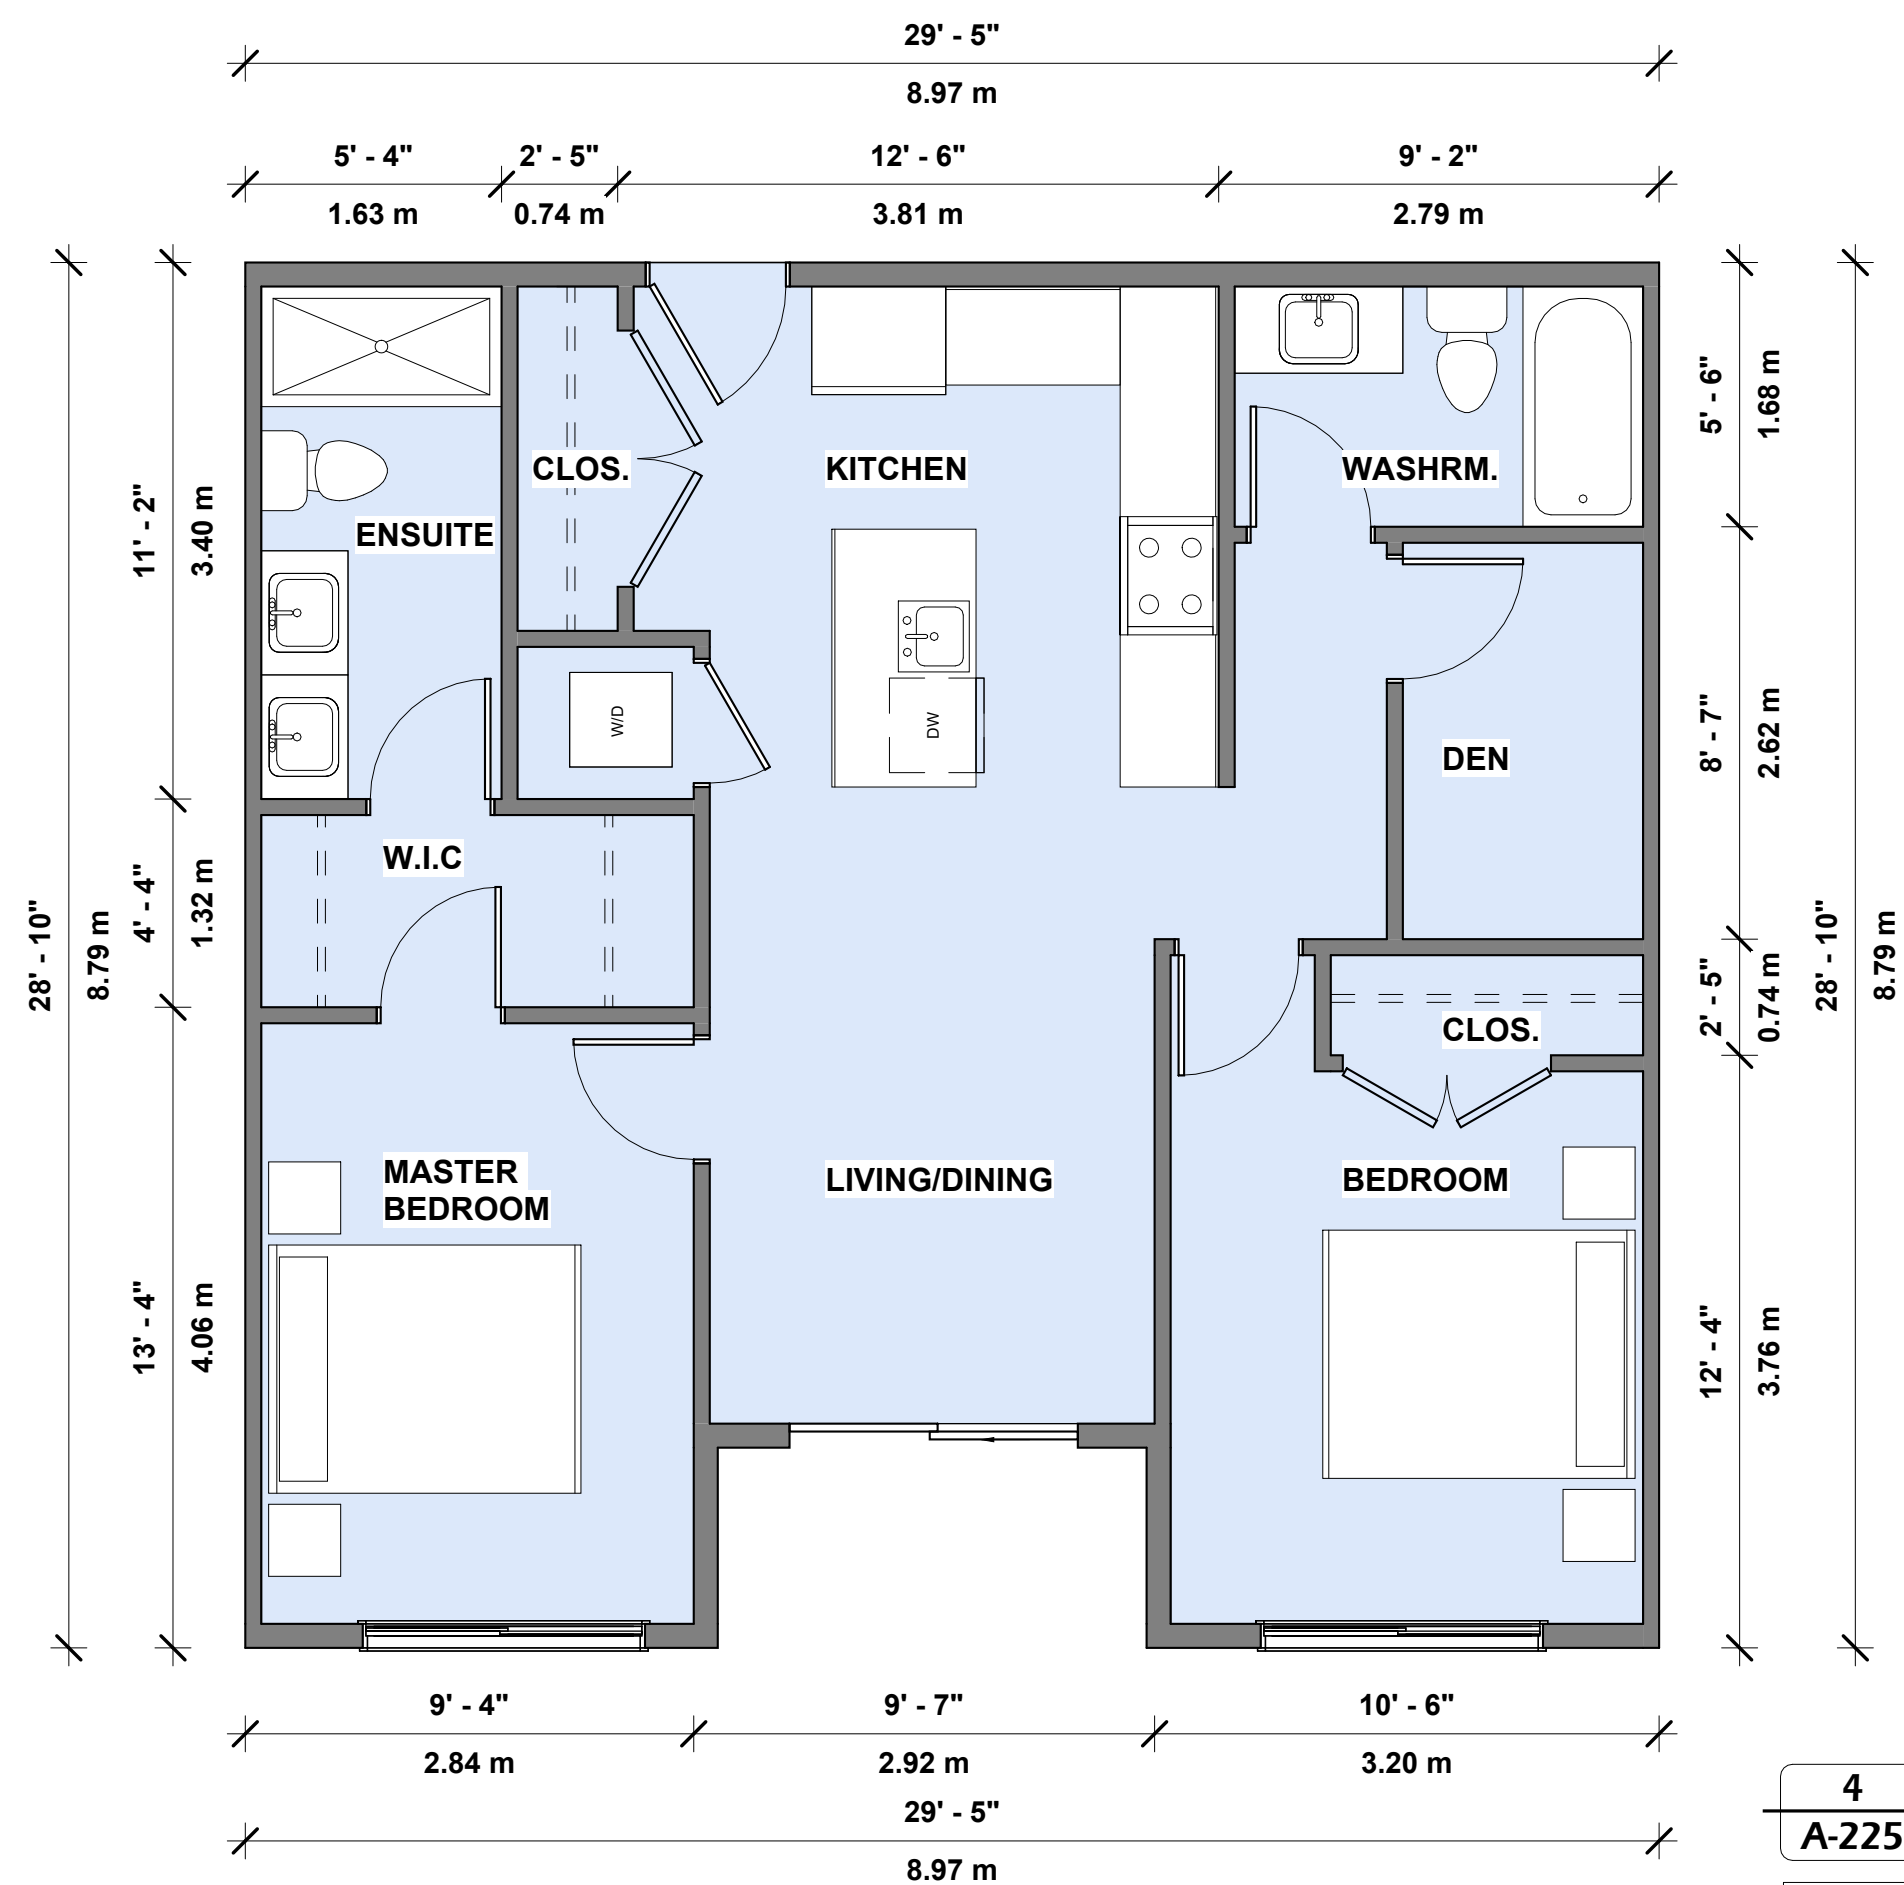 29' - 5"
8.97 m
5' - 4"
2' - 5"
12' - 6"
9' - 2"
1.63 m
0.74 m
3.81 m
2.79 m
28' - 10"
8.79 m
11' - 2"
3.40 m
4' - 4"
1.32 m
13' - 4"
4.06 m
CLOS.
KITCHEN
WASHRM.
ENSUITE
W/D
DW
DEN
W.I.C
CLOS.
MASTER
BEDROOM
LIVING/DINING
BEDROOM
5' - 6"
1.68 m
8' - 7"
2.62 m
2' - 5"
0.74 m
12' - 4"
3.76 m
28' - 10"
8.79 m
9' - 4"
9' - 7"
10' - 6"
2.84 m
2.92 m
3.20 m
29' - 5"
8.97 m
4
A-225